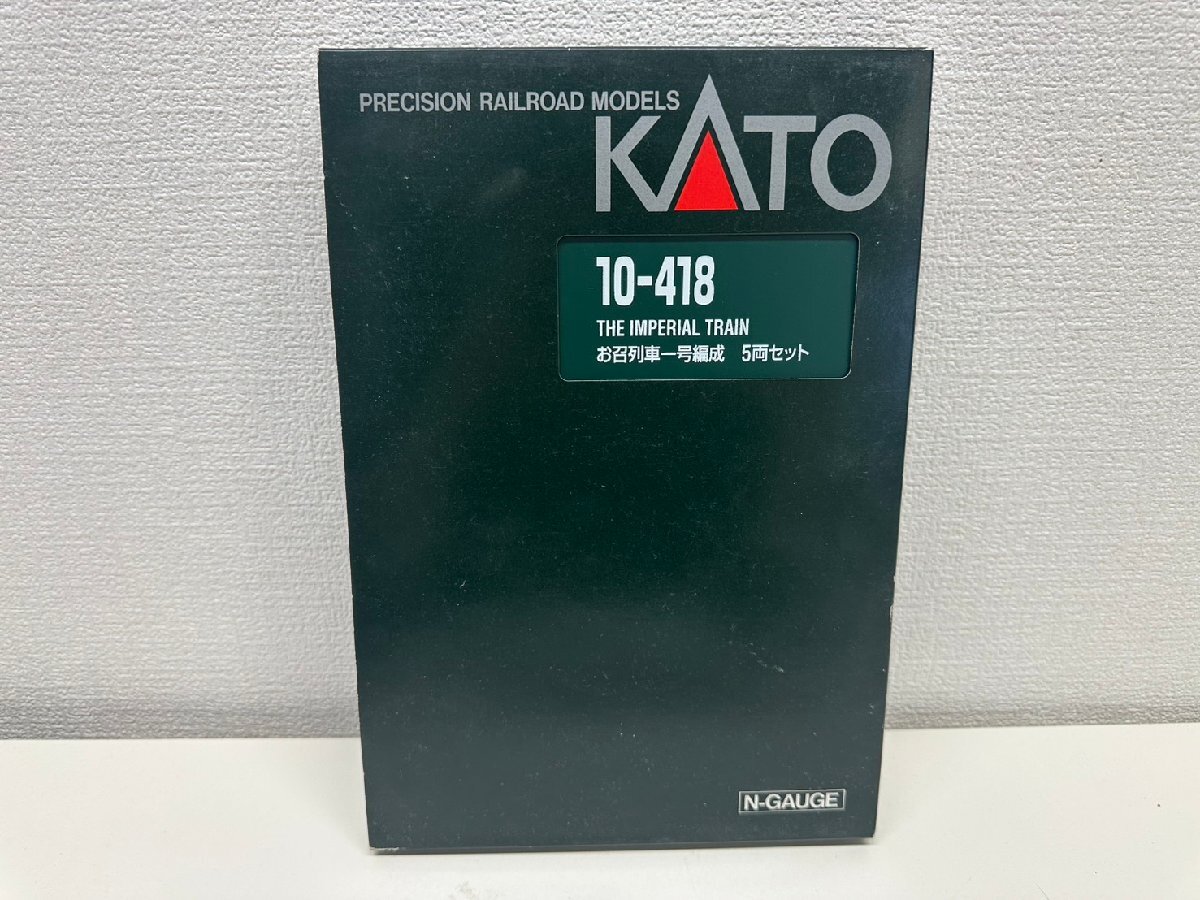 PRECISION RAILROAD MODELS
KATO
10-418
THE IMPERIAL TRAIN
お召列車一号編成 5両セット
N-GAUGE